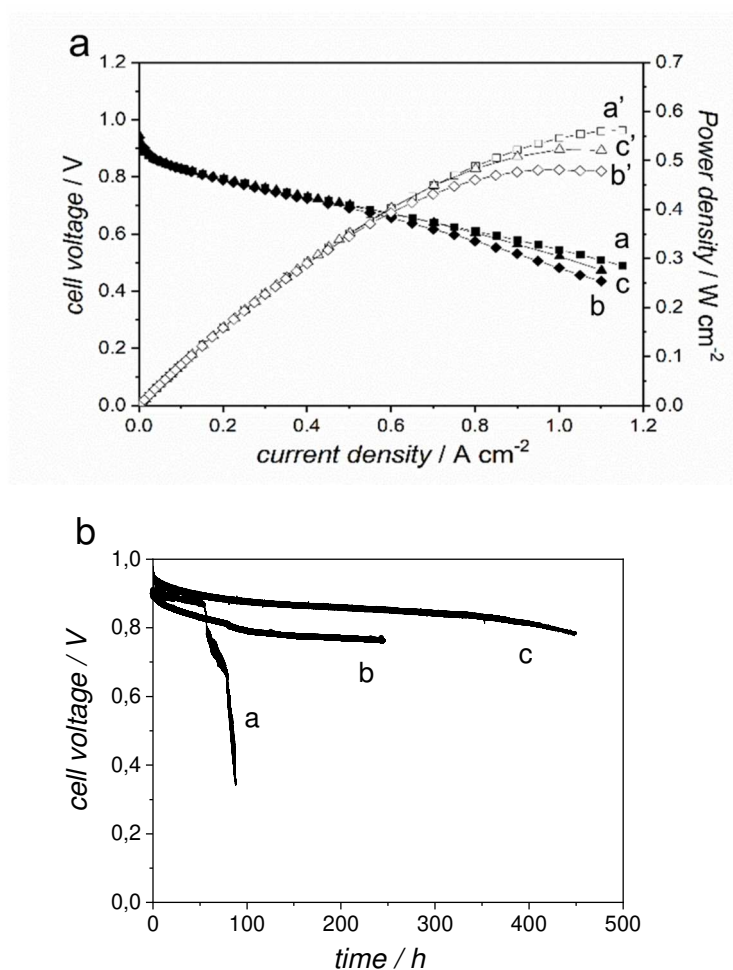 a
1.2
1.0
0.8
0.6
0.4
0.2
0.0
cell voltage / V
0.7
0.6
0.5
0.4
0.3
0.2
0.1
0.0
Power density / W cm-2
a'
c'
b'
a
c
b
0.0 0.2 0.4 0.6 0.8 1.0 1.2
current density / A cm-2
b
1,0
0,8
0,6
0,4
0,2
0,0
cell voltage / V
c
b
a
0 100 200 300 400 500
time / h